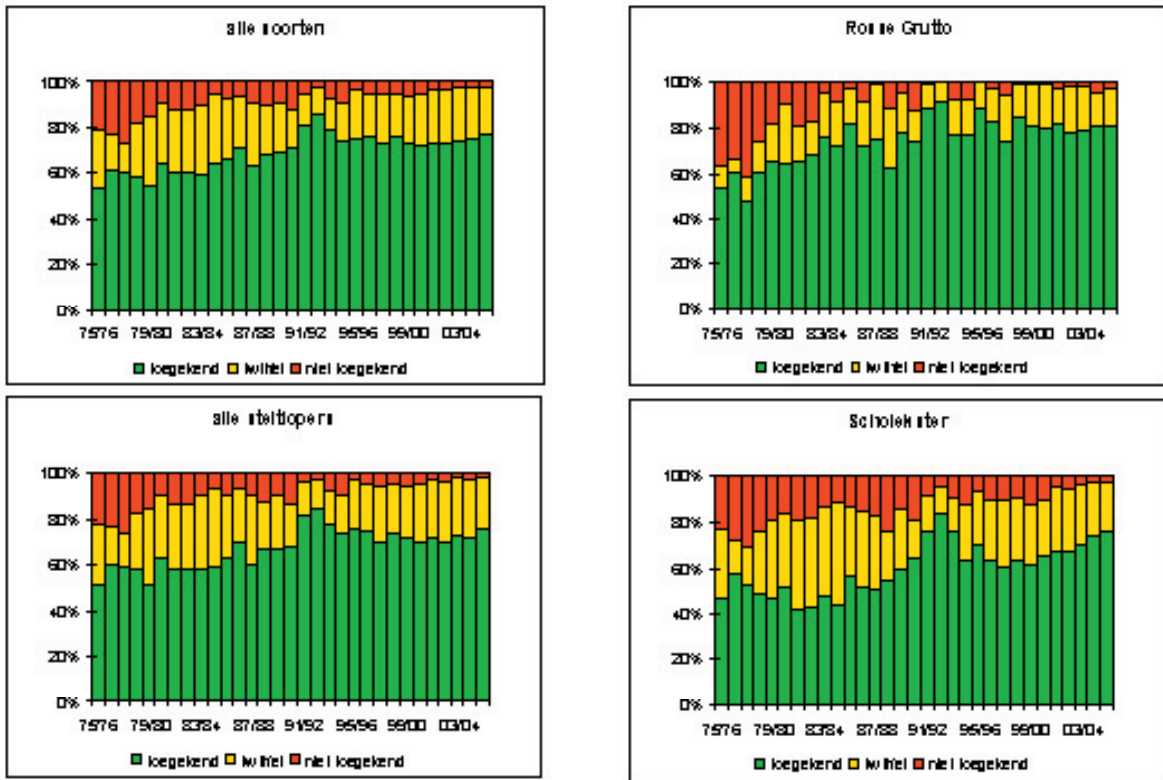 alle soorten
100%
80%
60%
40%
20%
0%
75/76 79/80 83/84 87/88 91/92 95/96 99/00 03/04
toegekend twijfel niet toegekend
Rosse Grutto
100%
80%
60%
40%
20%
0%
75/76 79/80 83/84 87/88 91/92 95/96 99/00 03/04
toegekend twijfel niet toegekend
alle steltlopers
100%
80%
60%
40%
20%
0%
75/76 79/80 83/84 87/88 91/92 95/96 99/00 03/04
toegekend twijfel niet toegekend
Scholekster
100%
80%
60%
40%
20%
0%
75/76 79/80 83/84 87/88 91/92 95/96 99/00 03/04
toegekend twijfel niet toegekend